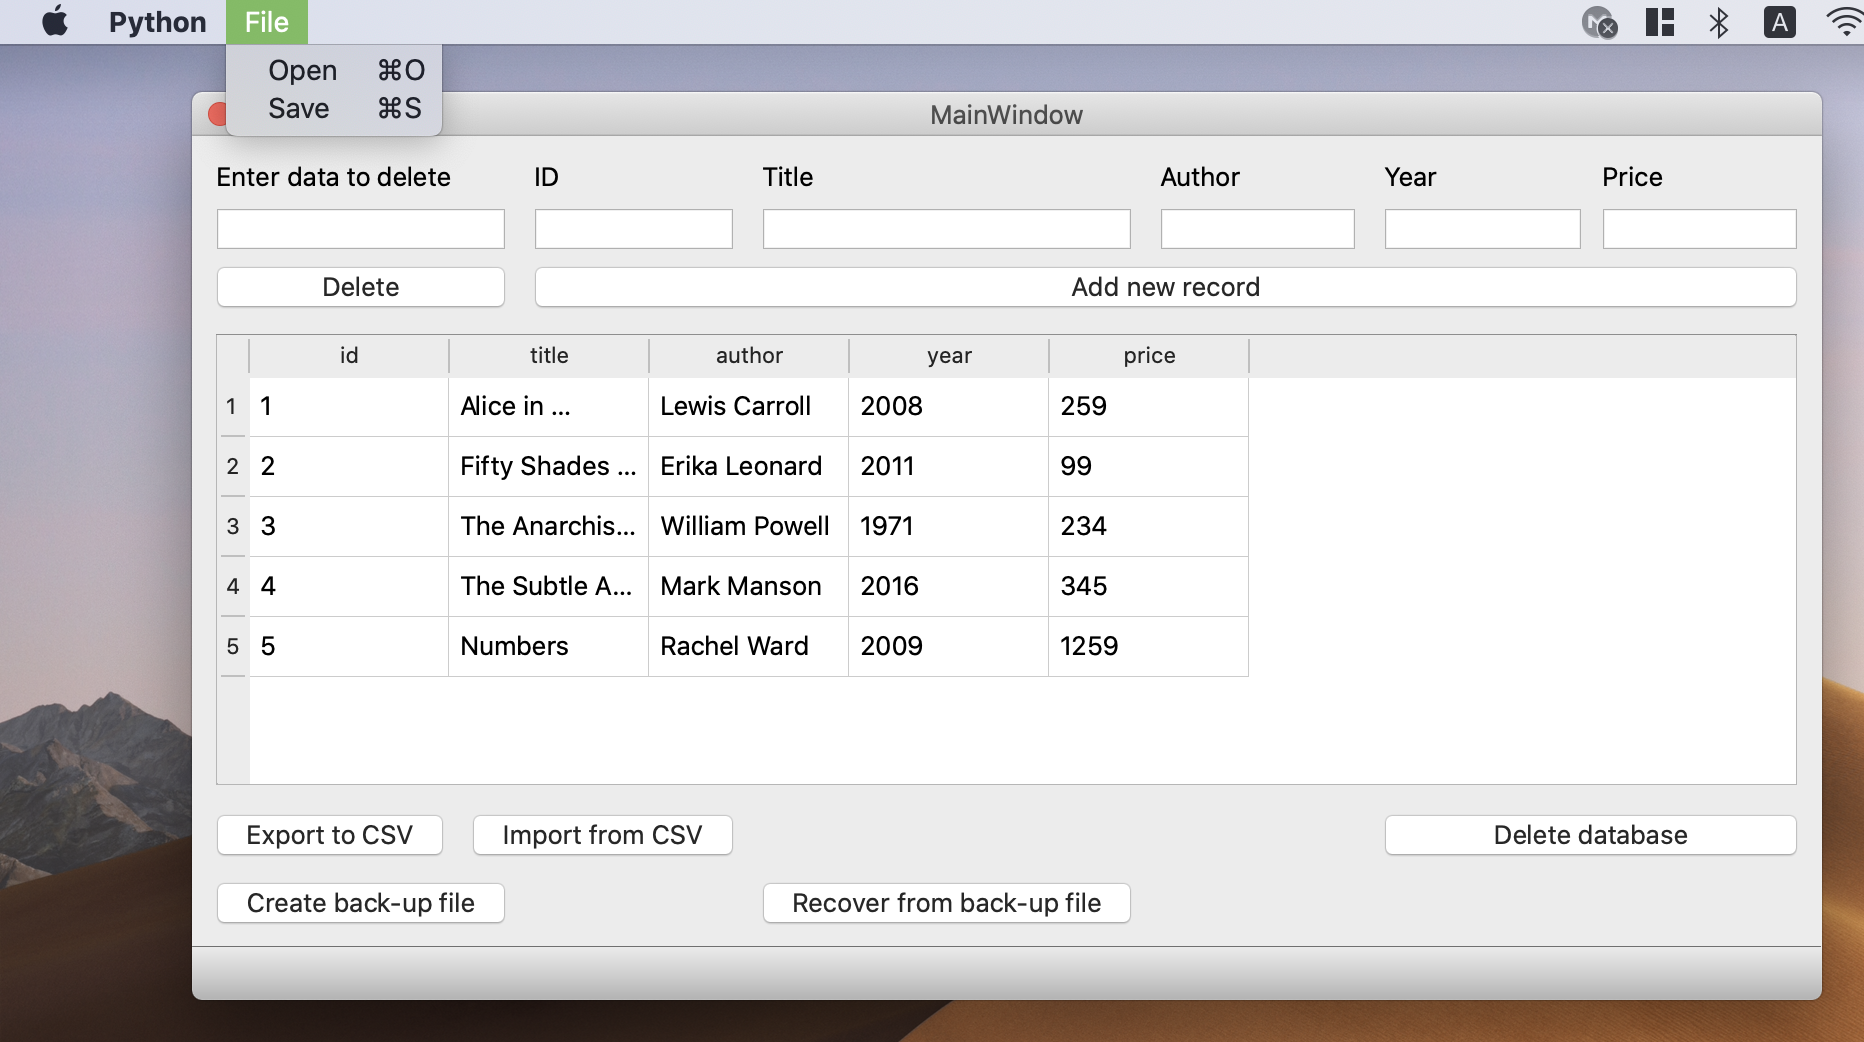 Python File
A
Open ⌘O
Save ⌘S
MainWindow
Enter data to delete ID Title Author Year Price
Delete Add new record
id title author year price
1 1 Alice in ... Lewis Carroll 2008 259
2 2 Fifty Shades ... Erika Leonard 2011 99
3 3 The Anarchis... William Powell 1971 234
4 4 The Subtle A... Mark Manson 2016 345
5 5 Numbers Rachel Ward 2009 1259
Export to CSV Import from CSV Delete database
Create back-up file Recover from back-up file